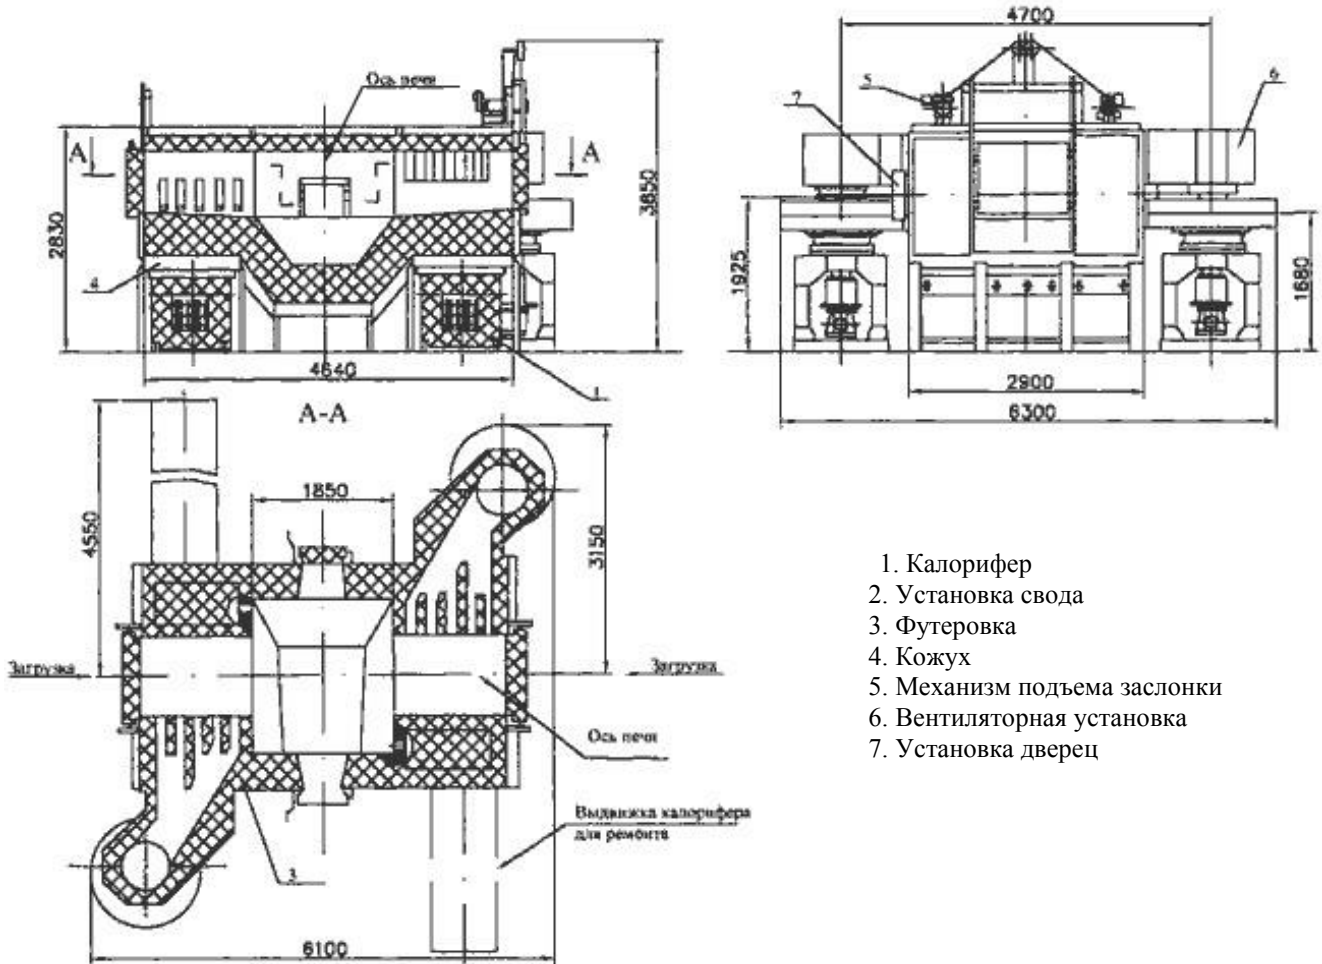 Ось печи
А
А
2830
3850
4
4640
1
4700
5
6
7
1925
1680
2900
6300
А-А
4550
1850
3150
Загрузка
Загрузка
Ось печи
Выдвижка калорифера
для ремонта
3
6100
1. Калорифер
2. Установка свода
3. Футеровка
4. Кожух
5. Механизм подъема заслонки
6. Вентиляторная установка
7. Установка дверец